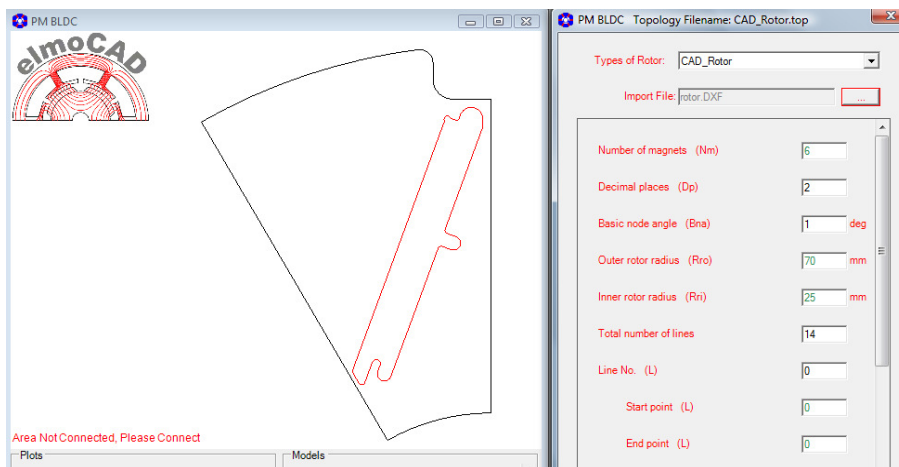 PM BLDC
elmoCAD
Area Not Connected, Please Connect
Plots
Models
PM BLDC Topology Filename: CAD_Rotor.top
Types of Rotor: CAD_Rotor
Import File: rotor.DXF ...
Number of magnets (Nm) 6
Decimal places (Dp) 2
Basic node angle (Bna) 1 deg
Outer rotor radius (Rro) 70 mm
Inner rotor radius (Rri) 25 mm
Total number of lines 14
Line No. (L) 0
Start point (L) 0
End point (L) 0